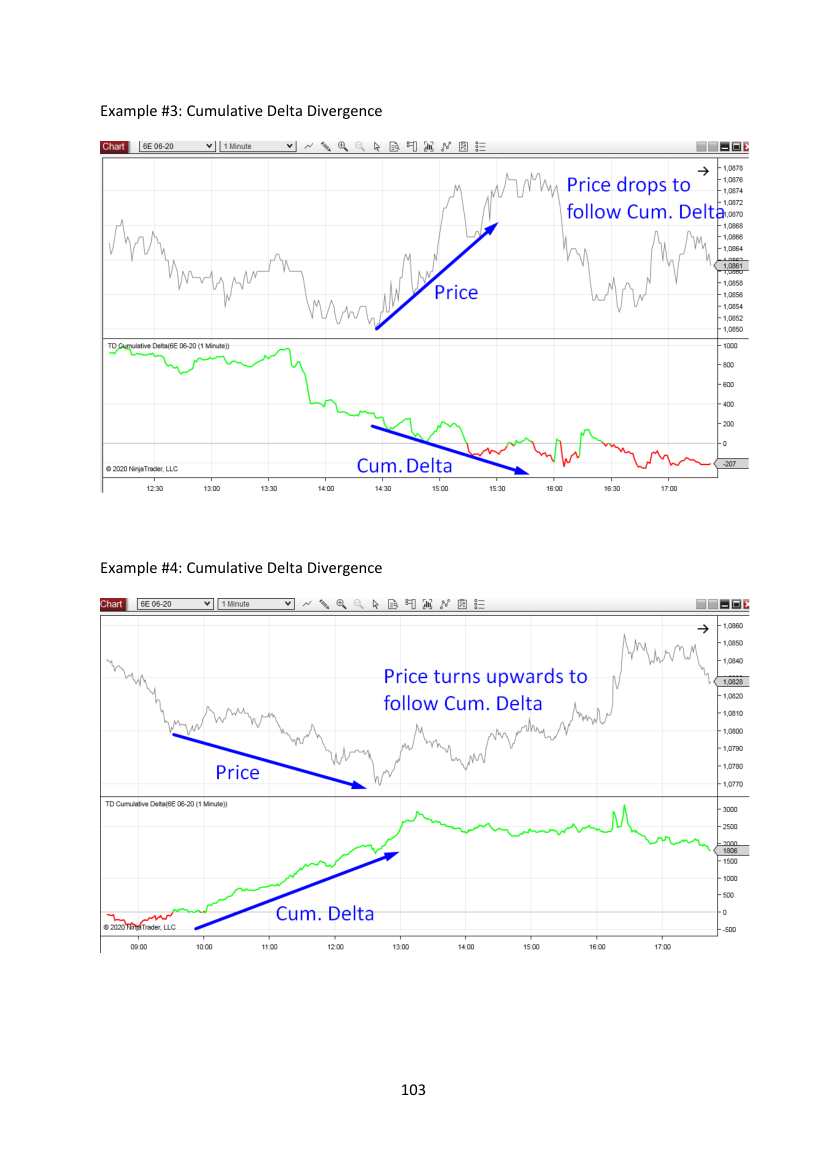 Example #3: Cumulative Delta Divergence
Chart 6E 06-20 1 Minute
1,0878
Price drops to
1,0876
1,0874
follow Cum. Delta
1,0872
1,0870
1,0868
1,0866
1,0864
1,0861
1,0860
1,0858
Price
1,0856
1,0854
1,0852
1,0850
TD Cumulative Delta(6E 06-20 (1 Minute))
1000
800
600
400
200
0
Cum. Delta
-207
© 2020 NinjaTrader, LLC
12:30 13:00 13:30 14:00 14:30 15:00 15:30 16:00 16:30 17:00
Example #4: Cumulative Delta Divergence
Chart 6E 06-20 1 Minute
1,0860
1,0850
1,0840
Price turns upwards to
1,0828
follow Cum. Delta
1,0820
1,0810
1,0800
1,0790
Price
1,0780
1,0770
TD Cumulative Delta(6E 06-20 (1 Minute))
3000
2500
2000
1806
1500
1000
500
Cum. Delta
0
© 2020 NinjaTrader, LLC
-500
09:00 10:00 11:00 12:00 13:00 14:00 15:00 16:00 17:00
103